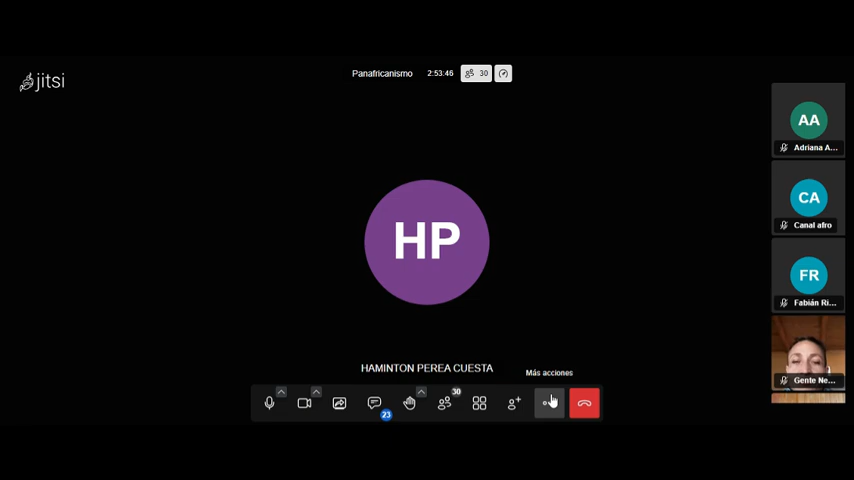 jitsi
Panafricanismo 2:53:46 30
AA
Adriana A...
CA
Canal afro
HP
FR
Fabián Ri...
HAMINTON PEREA CUESTA
Más acciones
Gente Ne...
30
23